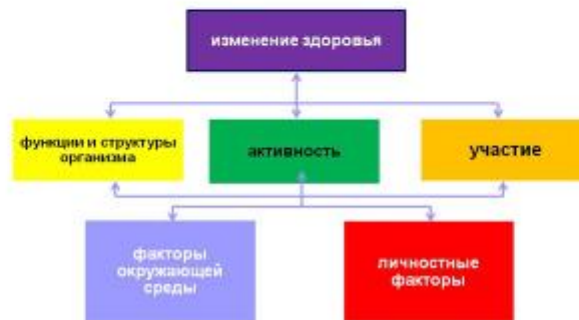 изменение здоровья
функции и структуры
организма
активность
участие
факторы
окружающей
среды
личностные
факторы